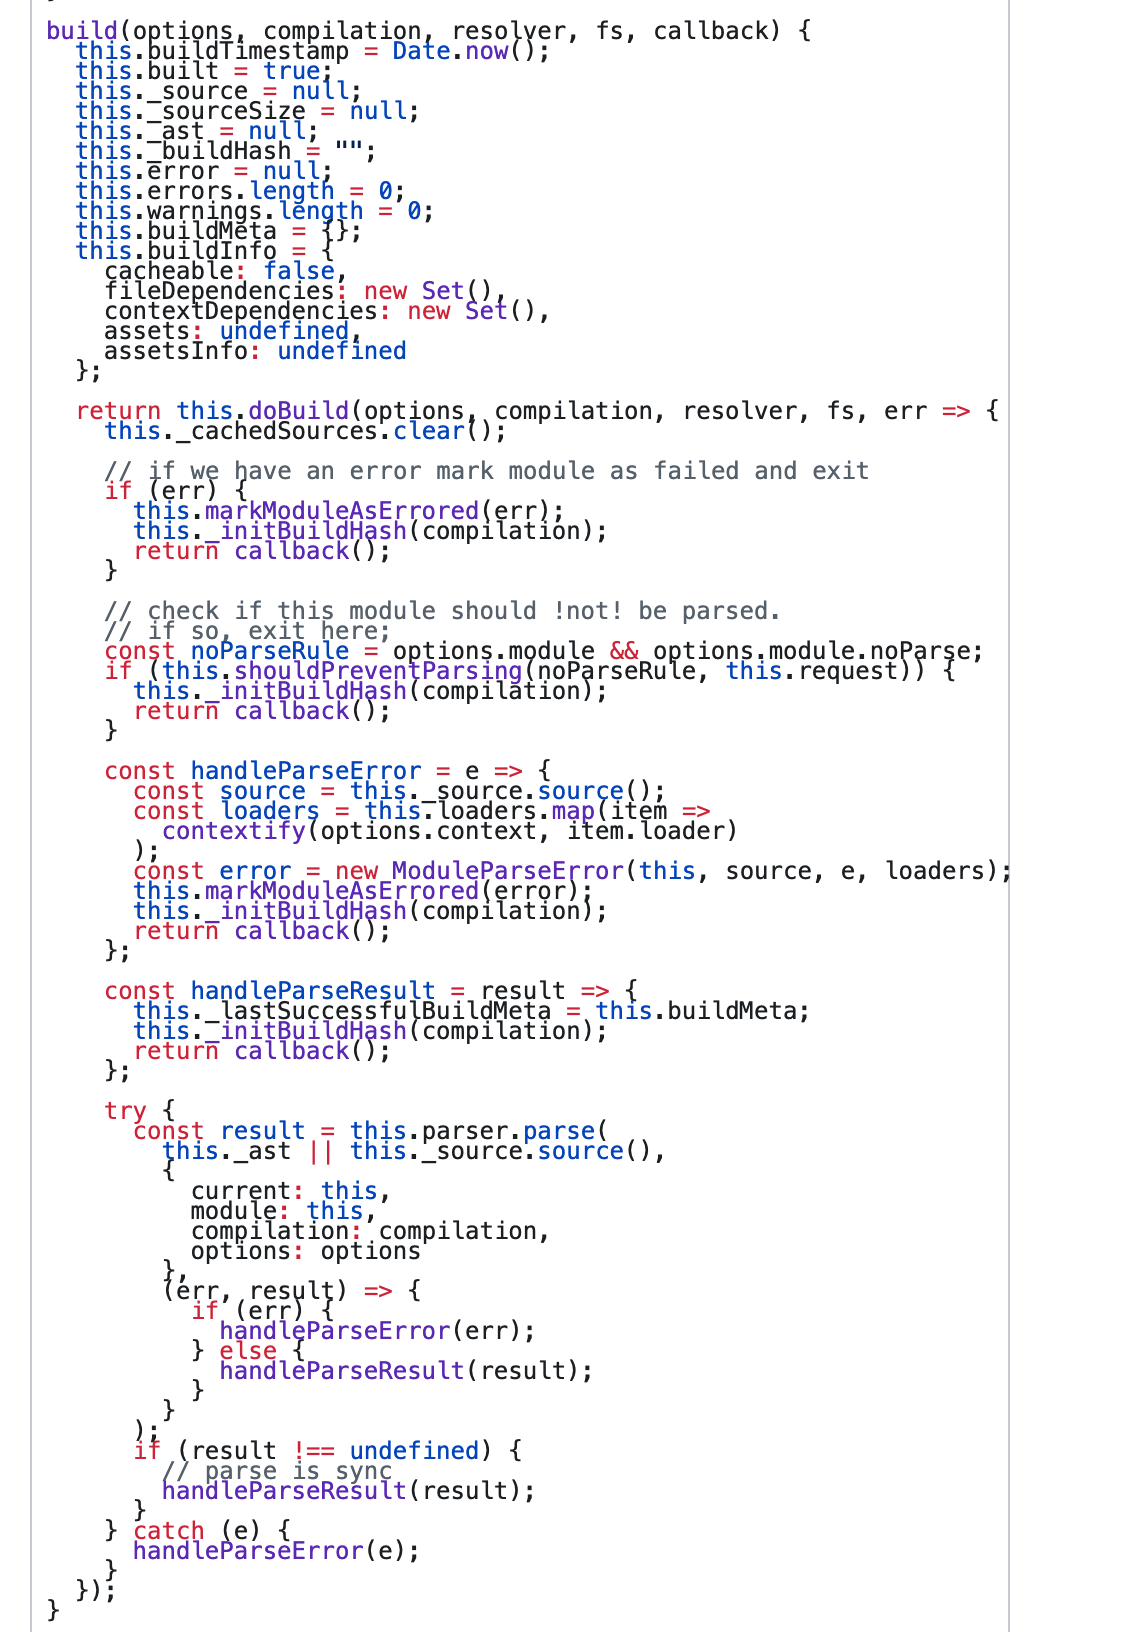 build(options, compilation, resolver, fs, callback) {
  this.buildTimestamp = Date.now();
  this.built = true;
  this._source = null;
  this._sourceSize = null;
  this._ast = null;
  this._buildHash = "";
  this.error = null;
  this.errors.length = 0;
  this.warnings.length = 0;
  this.buildMeta = {};
  this.buildInfo = {
    cacheable: false,
    fileDependencies: new Set(),
    contextDependencies: new Set(),
    assets: undefined,
    assetsInfo: undefined
  };

  return this.doBuild(options, compilation, resolver, fs, err => {
    this._cachedSources.clear();

    // if we have an error mark module as failed and exit
    if (err) {
      this.markModuleAsErrored(err);
      this._initBuildHash(compilation);
      return callback();
    }

    // check if this module should !not! be parsed.
    // if so, exit here;
    const noParseRule = options.module && options.module.noParse;
    if (this.shouldPreventParsing(noParseRule, this.request)) {
      this._initBuildHash(compilation);
      return callback();
    }

    const handleParseError = e => {
      const source = this._source.source();
      const loaders = this.loaders.map(item =>
        contextify(options.context, item.loader)
      );
      const error = new ModuleParseError(this, source, e, loaders);
      this.markModuleAsErrored(error);
      this._initBuildHash(compilation);
      return callback();
    };

    const handleParseResult = result => {
      this._lastSuccessfulBuildMeta = this.buildMeta;
      this._initBuildHash(compilation);
      return callback();
    };

    try {
      const result = this.parser.parse(
        this._ast || this._source.source(),
        {
          current: this,
          module: this,
          compilation: compilation,
          options: options
        },
        (err, result) => {
          if (err) {
            handleParseError(err);
          } else {
            handleParseResult(result);
          }
        }
      );
      if (result !== undefined) {
        // parse is sync
        handleParseResult(result);
      }
    } catch (e) {
      handleParseError(e);
    }
  });
}